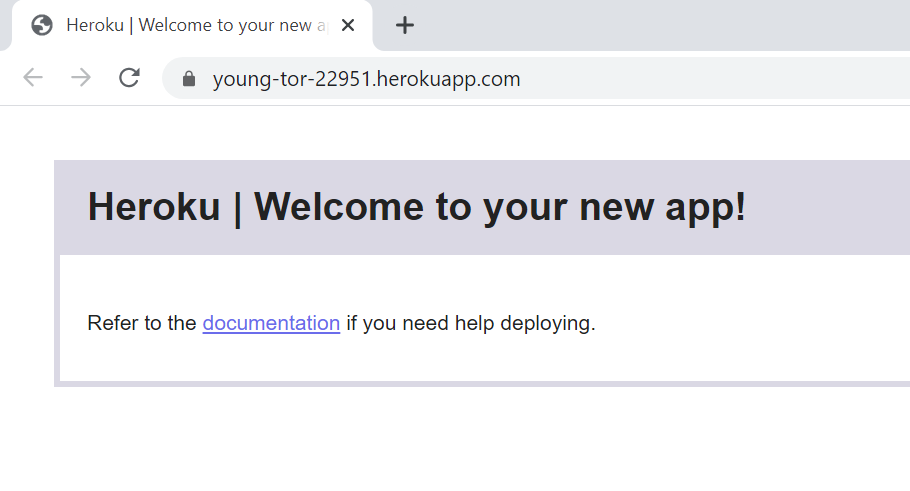 Heroku | Welcome to your new a
young-tor-22951.herokuapp.com
Heroku | Welcome to your new app!
Refer to the documentation if you need help deploying.